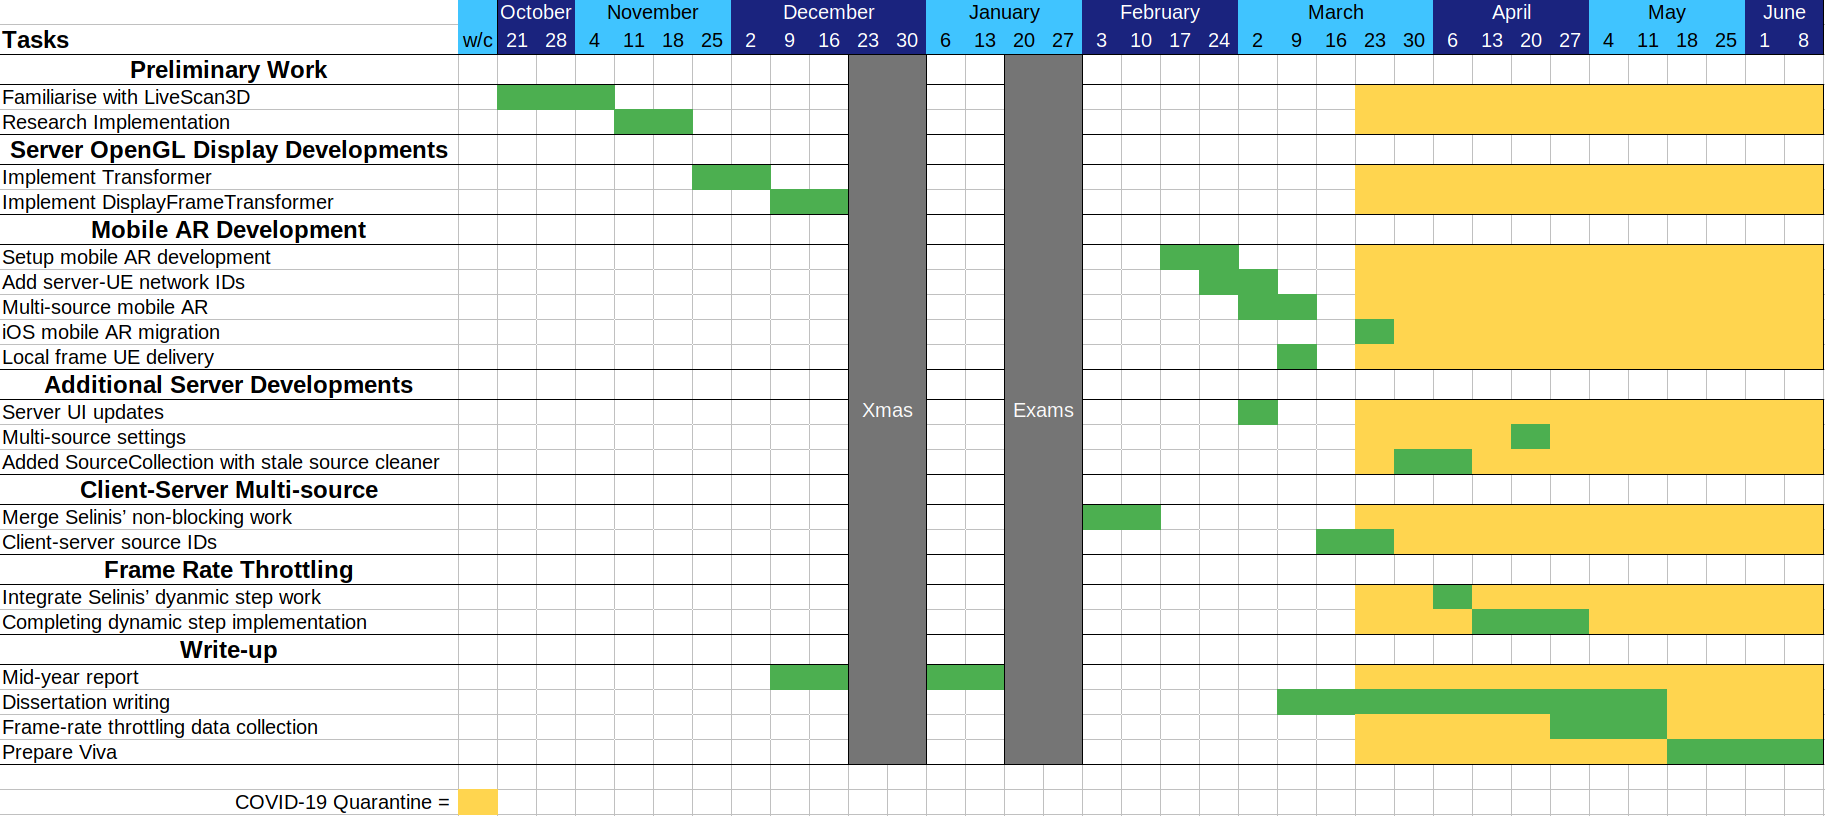 October November December January February March April May June
Tasks w/c 21 28 4 11 18 25 2 9 16 23 30 6 13 20 27 3 10 17 24 2 9 16 23 30 6 13 20 27 4 11 18 25 1 8
Preliminary Work
Familiarise with LiveScan3D
Research Implementation
Server OpenGL Display Developments
Implement Transformer
Implement DisplayFrameTransformer
Mobile AR Development
Setup mobile AR development
Add server-UE network IDs
Multi-source mobile AR
iOS mobile AR migration
Local frame UE delivery
Additional Server Developments
Server UI updates
Xmas Exams
Multi-source settings
Added SourceCollection with stale source cleaner
Client-Server Multi-source
Merge Selinis’ non-blocking work
Client-server source IDs
Frame Rate Throttling
Integrate Selinis’ dyanmic step work
Completing dynamic step implementation
Write-up
Mid-year report
Dissertation writing
Frame-rate throttling data collection
Prepare Viva
COVID-19 Quarantine =